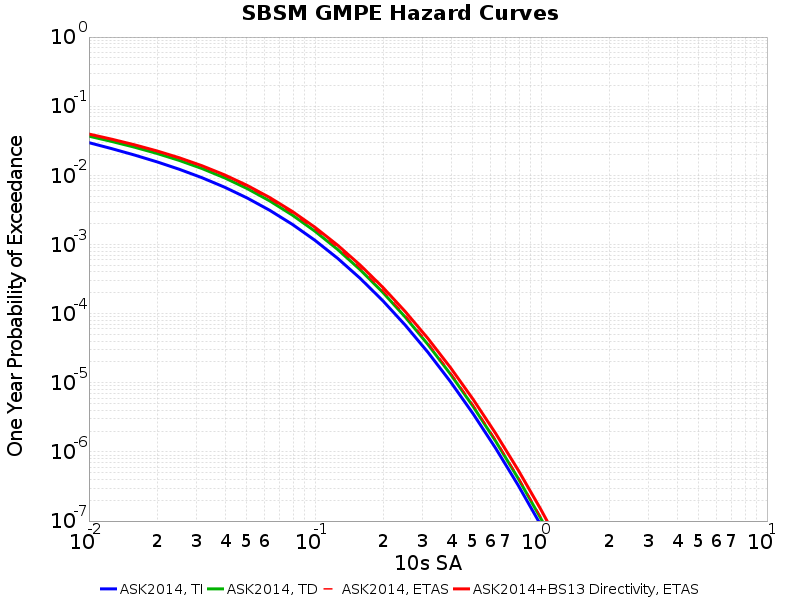 SBSM GMPE Hazard Curves
One Year Probability of Exceedance
10^0
10^-1
10^-2
10^-3
10^-4
10^-5
10^-6
10^-7
10^-2 2 3 4 5 6 10^-1 2 3 4 5 6 7 10^0 2 3 4 5 6 7 10^1
10s SA
ASK2014, TI ASK2014, TD ASK2014, ETAS ASK2014+BS13 Directivity, ETAS